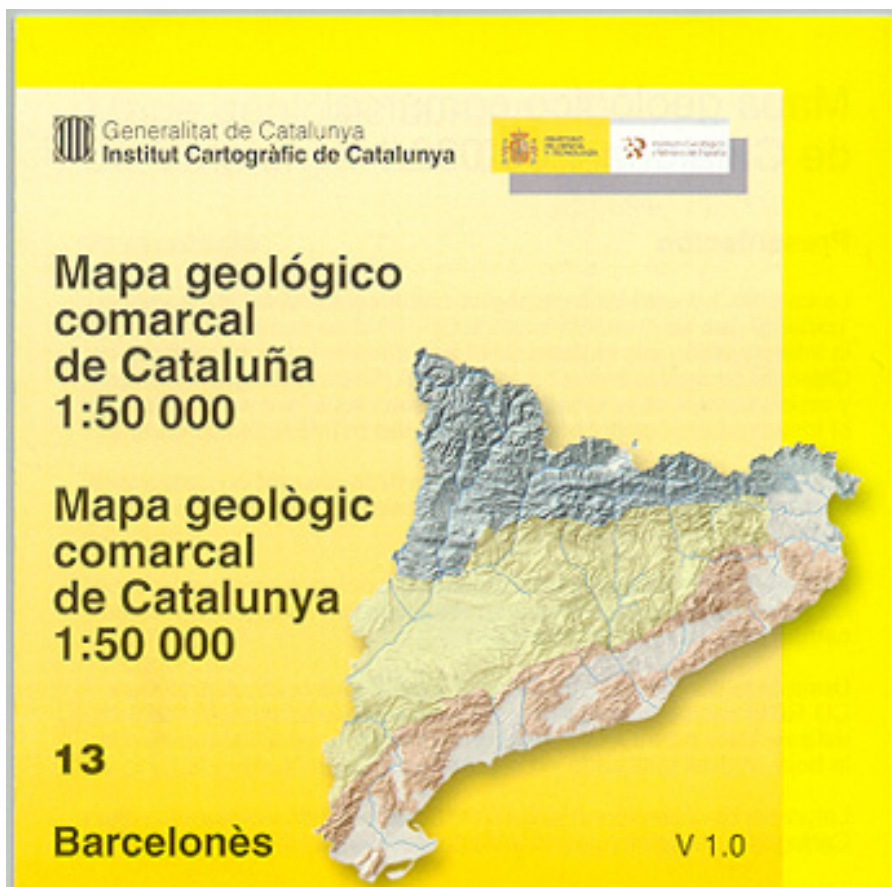 Generalitat de Catalunya
Institut Cartogràfic de Catalunya
Mapa geológico
comarcal
de Cataluña
1:50 000
Mapa geològic
comarcal
de Catalunya
1:50 000
13
Barcelonès
V 1.0